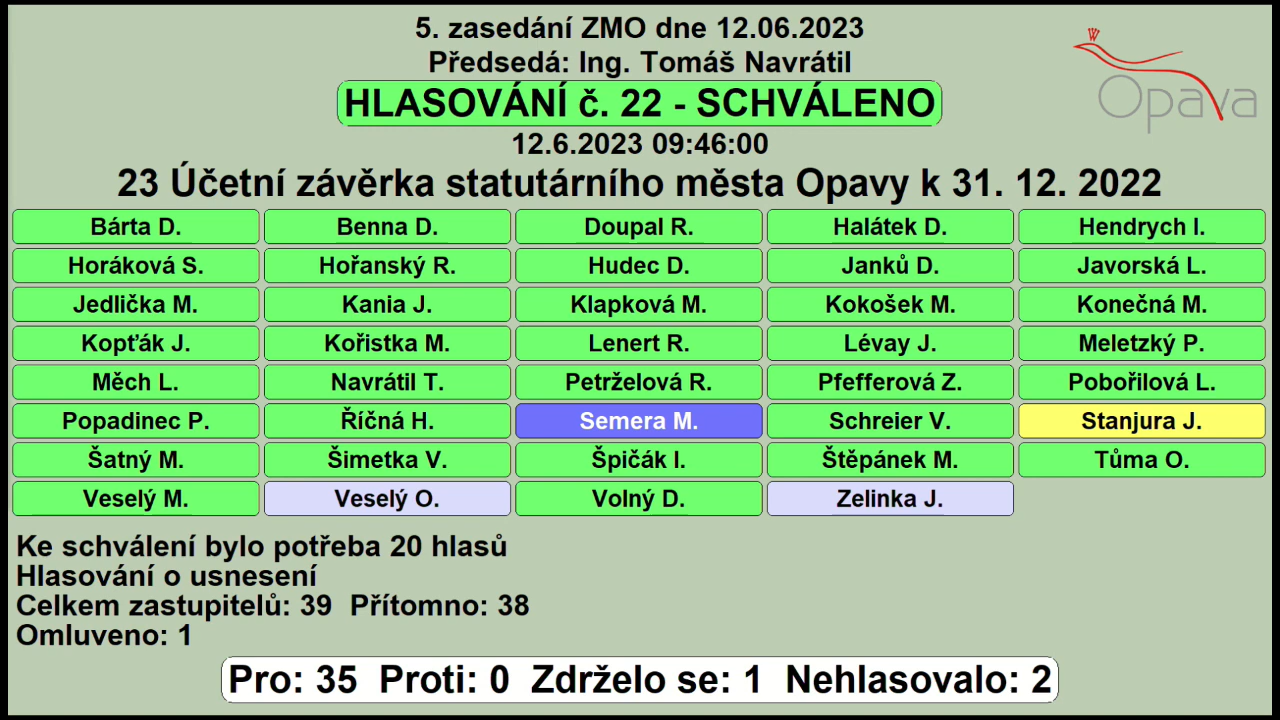 5. zasedání ZMO dne 12.06.2023
Předsedá: Ing. Tomáš Navrátil
HLASOVÁNÍ č. 22 - SCHVÁLENO
Opava
12.6.2023 09:46:00
23 Účetní závěrka statutárního města Opavy k 31. 12. 2022
Bárta D. Benna D. Doupal R. Halátek D. Hendrych I.
Horáková S. Hořanský R. Hudec D. Janků D. Javorská L.
Jedlička M. Kania J. Klapková M. Kokošek M. Konečná M.
Kopťák J. Kořistka M. Lenert R. Lévay J. Meletzký P.
Měch L. Navrátil T. Petrželová R. Pfefferová Z. Pobořilová L.
Popadinec P. Říčná H. Semera M. Schreier V. Stanjura J.
Šatný M. Šimetka V. Špičák I. Štěpánek M. Tůma O.
Veselý M. Veselý O. Volný D. Zelinka J.
Ke schválení bylo potřeba 20 hlasů
Hlasování o usnesení
Celkem zastupitelů: 39 Přítomno: 38
Omluveno: 1
Pro: 35 Proti: 0 Zdrželo se: 1 Nehlasovalo: 2